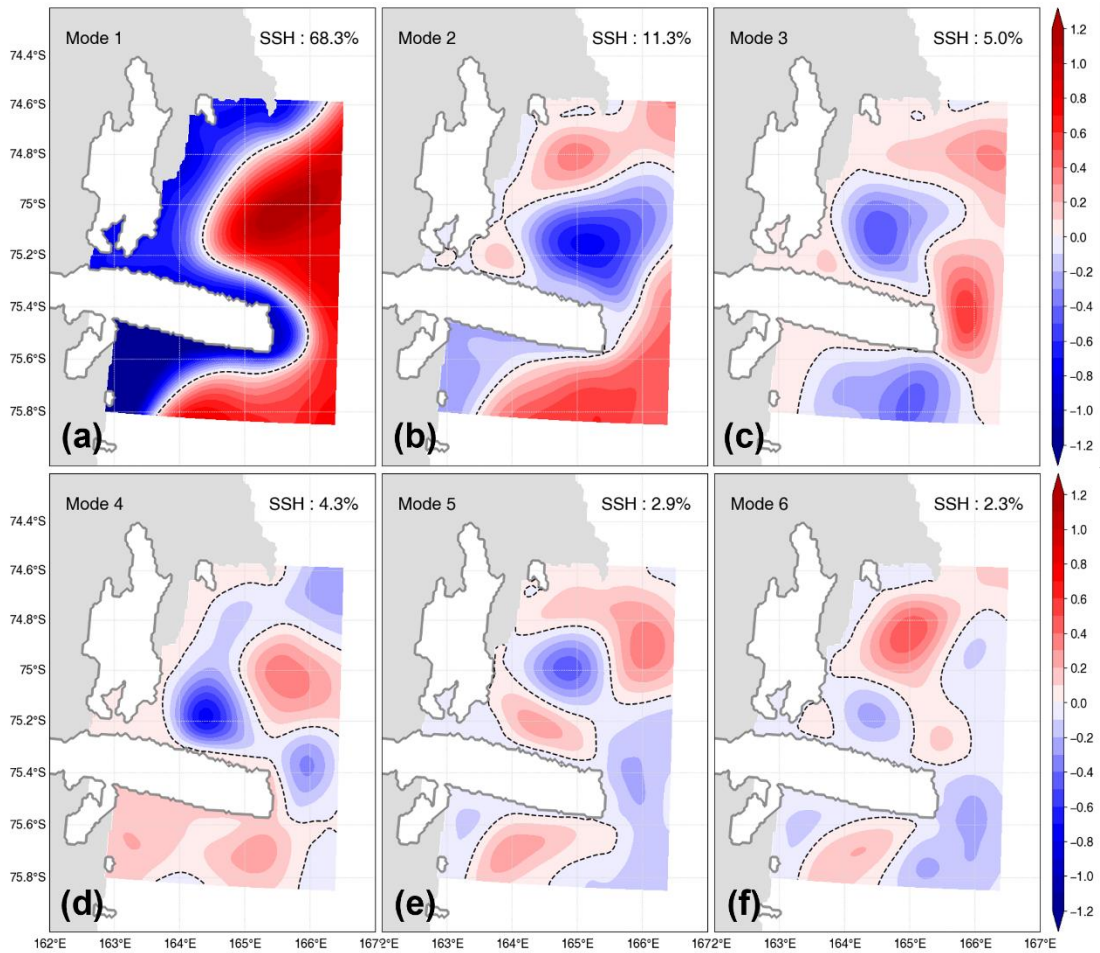 Mode 1 SSH : 68.3%
Mode 2 SSH : 11.3%
Mode 3 SSH : 5.0%
74.4°S
74.6°S
74.8°S
75°S
75.2°S
75.4°S
75.6°S
75.8°S
(a)
(b)
(c)
1.2
1.0
0.8
0.6
0.4
0.2
0.0
−0.2
−0.4
−0.6
−0.8
−1.0
−1.2
Mode 4 SSH : 4.3%
Mode 5 SSH : 2.9%
Mode 6 SSH : 2.3%
74.4°S
74.6°S
74.8°S
75°S
75.2°S
75.4°S
75.6°S
75.8°S
(d)
(e)
(f)
1.2
1.0
0.8
0.6
0.4
0.2
0.0
−0.2
−0.4
−0.6
−0.8
−1.0
−1.2
162°E 163°E 164°E 165°E 166°E 163°E 164°E 165°E 166°E 163°E 164°E 165°E 166°E 167°E